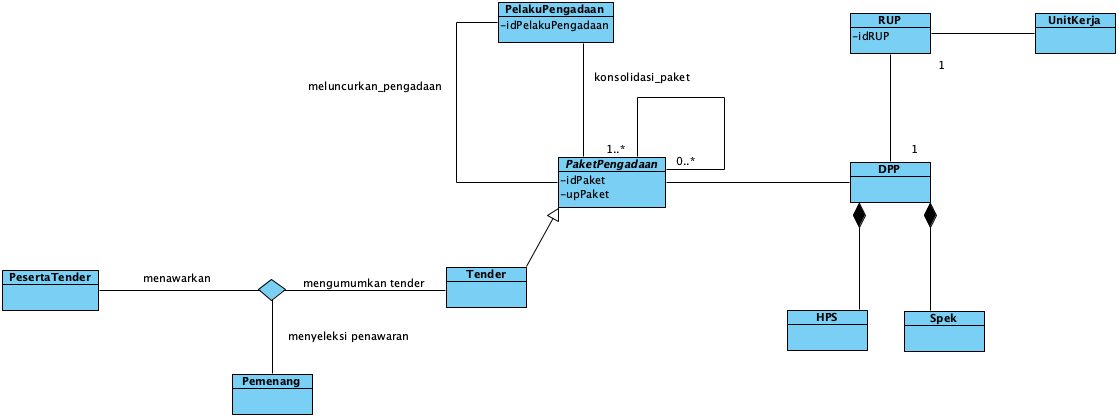 PelakuPengadaan
-idPelakuPengadaan
RUP
-idRUP
UnitKerja
1
meluncurkan_pengadaan
konsolidasi_paket
1..*
0..*
1
PaketPengadaan
-idPaket
-upPaket
DPP
PesertaTender
menawarkan
mengumumkan tender
Tender
menyeleksi penawaran
HPS
Spek
Pemenang